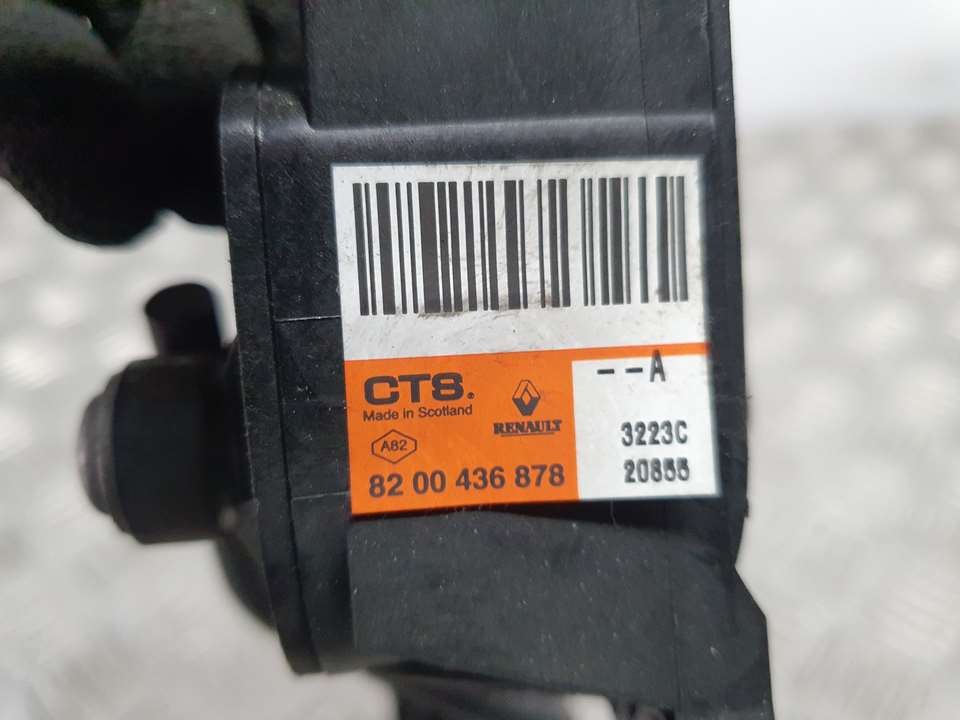 CTS®
Made in Scotland
A82
RENAULT
82 00 436 878
--A
3223C
20855